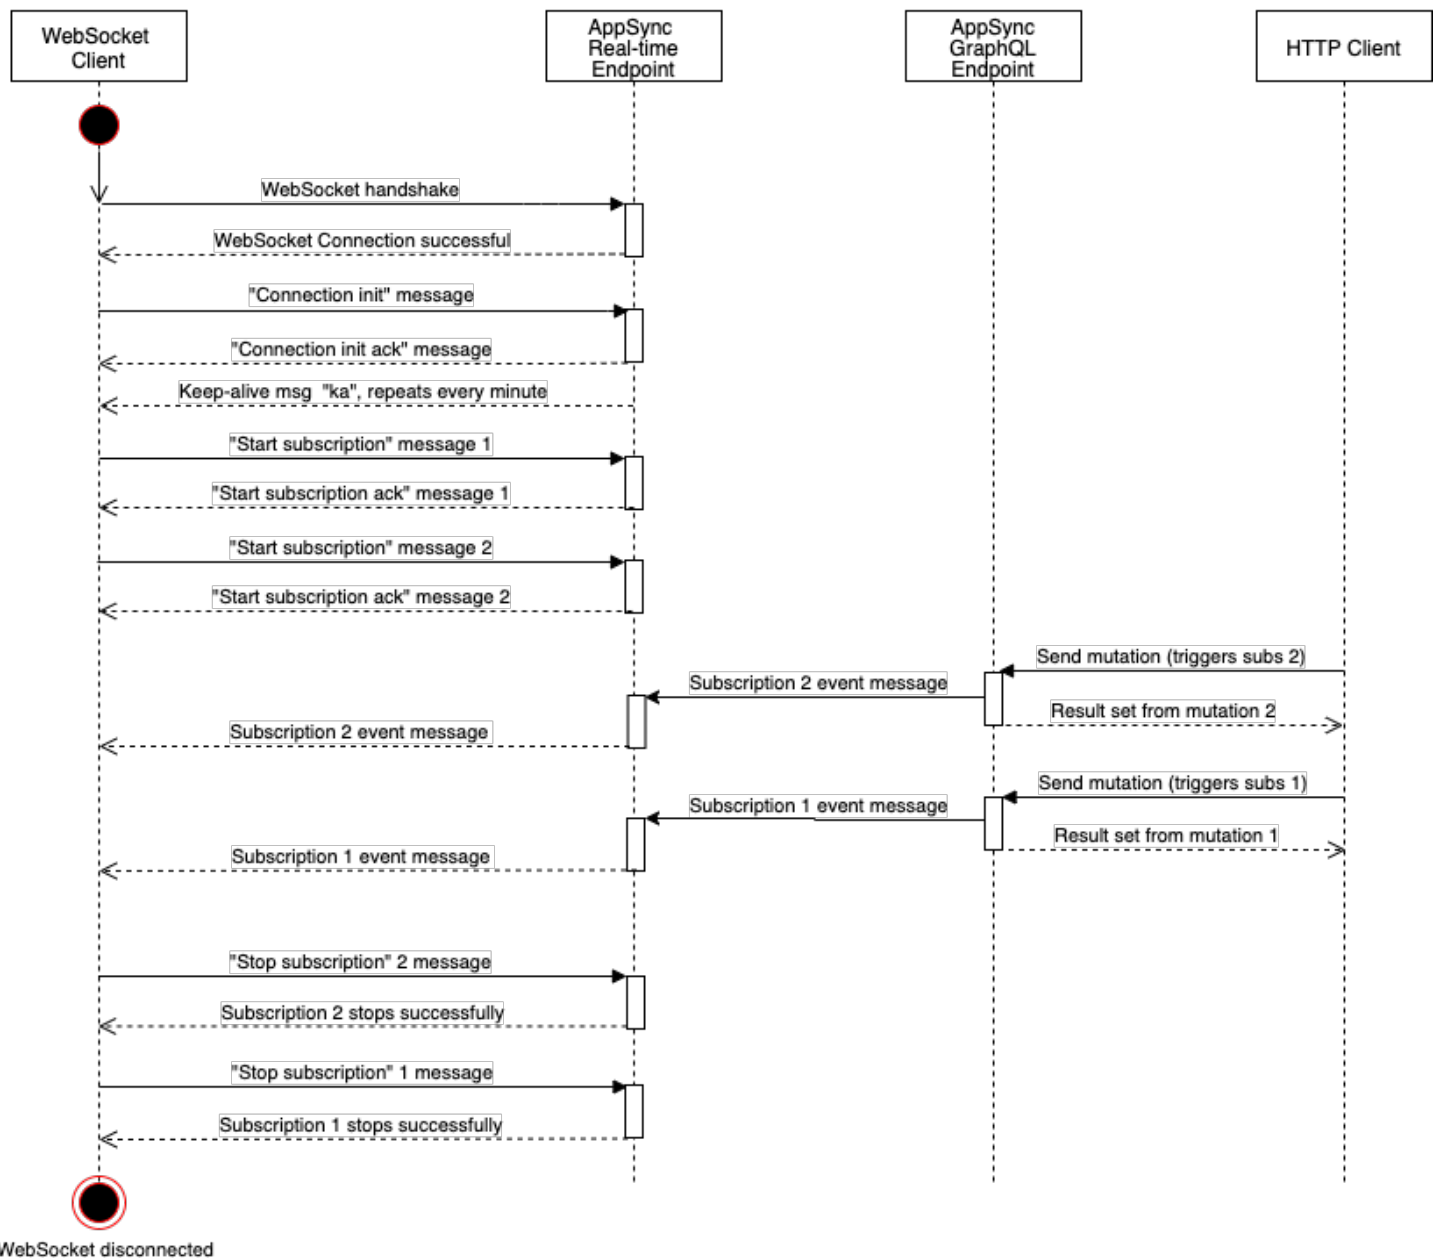 WebSocket
Client
AppSync
Real-time
Endpoint
AppSync
GraphQL
Endpoint
HTTP Client
WebSocket handshake
WebSocket Connection successful
"Connection init" message
"Connection init ack" message
Keep-alive msg "ka", repeats every minute
"Start subscription" message 1
"Start subscription ack" message 1
"Start subscription" message 2
"Start subscription ack" message 2
Send mutation (triggers subs 2)
Subscription 2 event message
Result set from mutation 2
Subscription 2 event message
Send mutation (triggers subs 1)
Subscription 1 event message
Result set from mutation 1
Subscription 1 event message
"Stop subscription" 2 message
Subscription 2 stops successfully
"Stop subscription" 1 message
Subscription 1 stops successfully
WebSocket disconnected